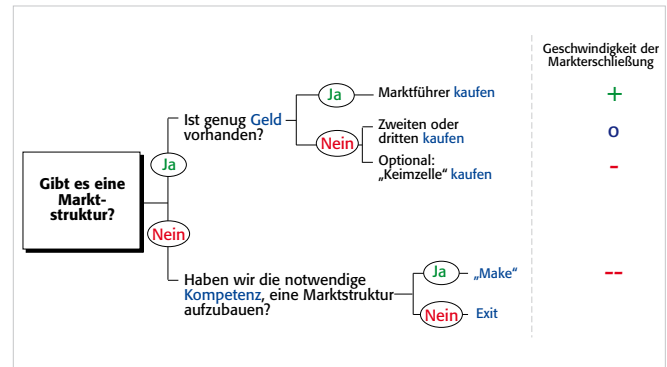 Geschwindigkeit der
Markterschließung
Ja
Marktführer kaufen
+
Ist genug Geld
vorhanden?
Nein
Zweiten oder
dritten kaufen
o
Optional:
„Keimzelle“ kaufen
-
Ja
Gibt es eine
Markt-
struktur?
Nein
Haben wir die notwendige
Kompetenz, eine Marktstruktur
aufzubauen?
Ja
„Make“
--
Nein
Exit